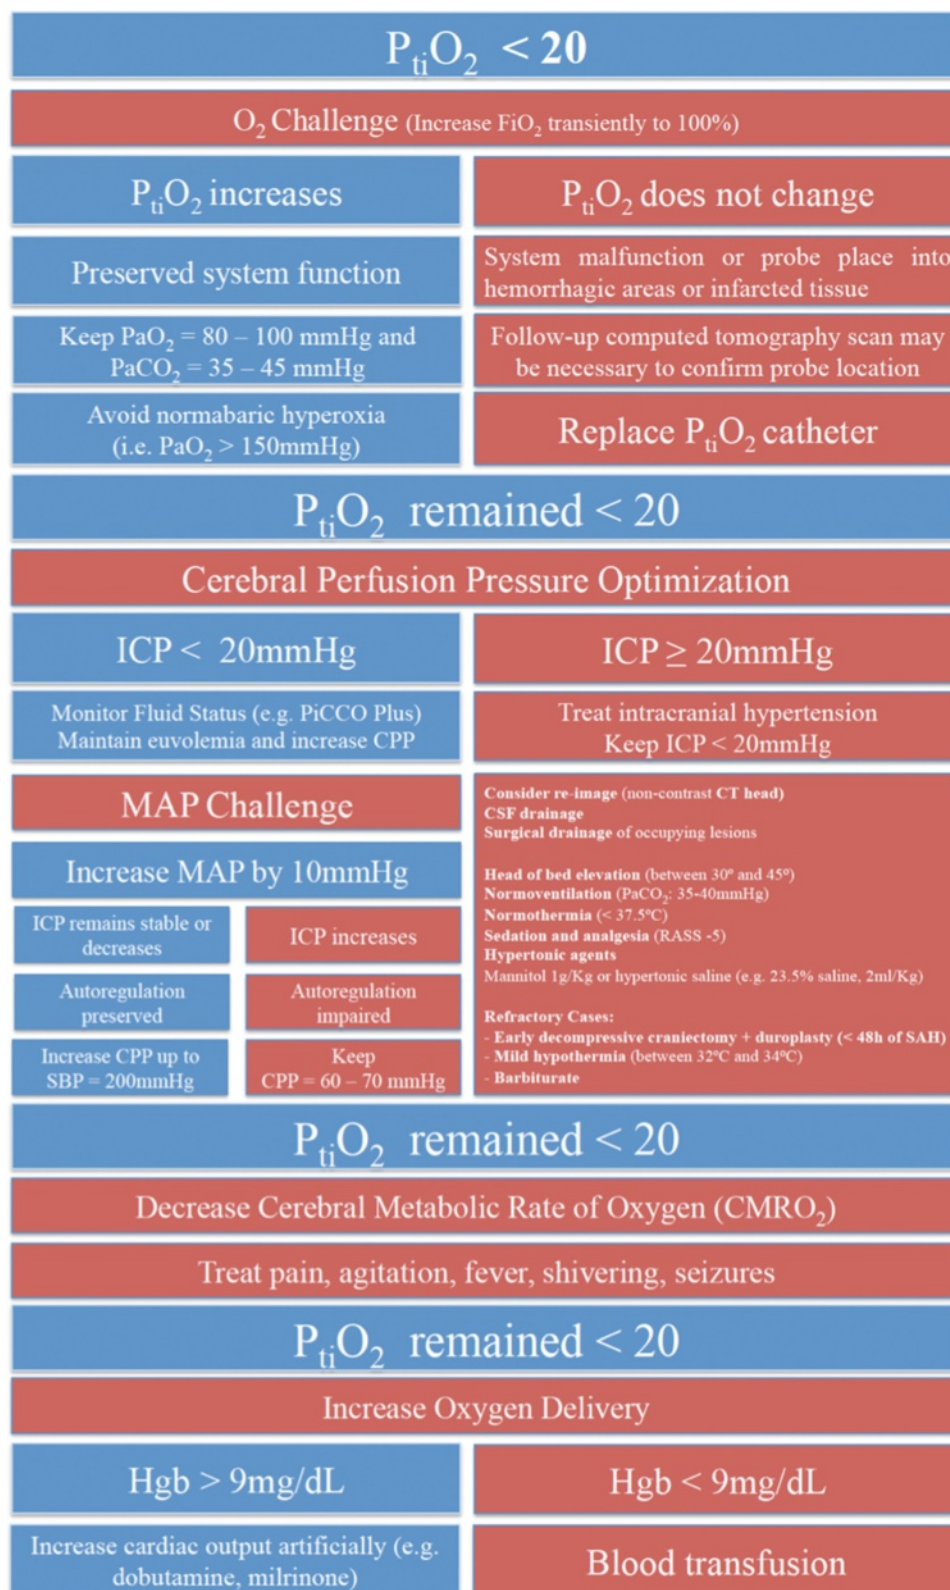 PtiO2 < 20
O2 Challenge (Increase FiO2 transiently to 100%)
PtiO2 increases
PtiO2 does not change
Preserved system function
System malfunction or probe place into
hemorrhagic areas or infarcted tissue
Keep PaO2 = 80 – 100 mmHg and
PaCO2 = 35 – 45 mmHg
Follow-up computed tomography scan may
be necessary to confirm probe location
Avoid normabaric hyperoxia
(i.e. PaO2 > 150mmHg)
Replace PtiO2 catheter
PtiO2 remained < 20
Cerebral Perfusion Pressure Optimization
ICP < 20mmHg
ICP ≥ 20mmHg
Monitor Fluid Status (e.g. PiCCO Plus)
Maintain euvolemia and increase CPP
Treat intracranial hypertension
Keep ICP < 20mmHg
MAP Challenge
Increase MAP by 10mmHg
ICP remains stable or
decreases
ICP increases
Autoregulation
preserved
Autoregulation
impaired
Increase CPP up to
SBP = 200mmHg
Keep
CPP = 60 – 70 mmHg
Consider re-image (non-contrast CT head)
CSF drainage
Surgical drainage of occupying lesions
Head of bed elevation (between 30º and 45º)
Normoventilation (PaCO2: 35-40mmHg)
Normothermia (< 37.5ºC)
Sedation and analgesia (RASS -5)
Hypertonic agents
Mannitol 1g/Kg or hypertonic saline (e.g. 23.5% saline, 2ml/Kg)
Refractory Cases:
- Early decompressive craniectomy + duroplasty (< 48h of SAH)
- Mild hypothermia (between 32ºC and 34ºC)
- Barbiturate
PtiO2 remained < 20
Decrease Cerebral Metabolic Rate of Oxygen (CMRO2)
Treat pain, agitation, fever, shivering, seizures
PtiO2 remained < 20
Increase Oxygen Delivery
Hgb > 9mg/dL
Hgb < 9mg/dL
Increase cardiac output artificially (e.g.
dobutamine, milrinone)
Blood transfusion